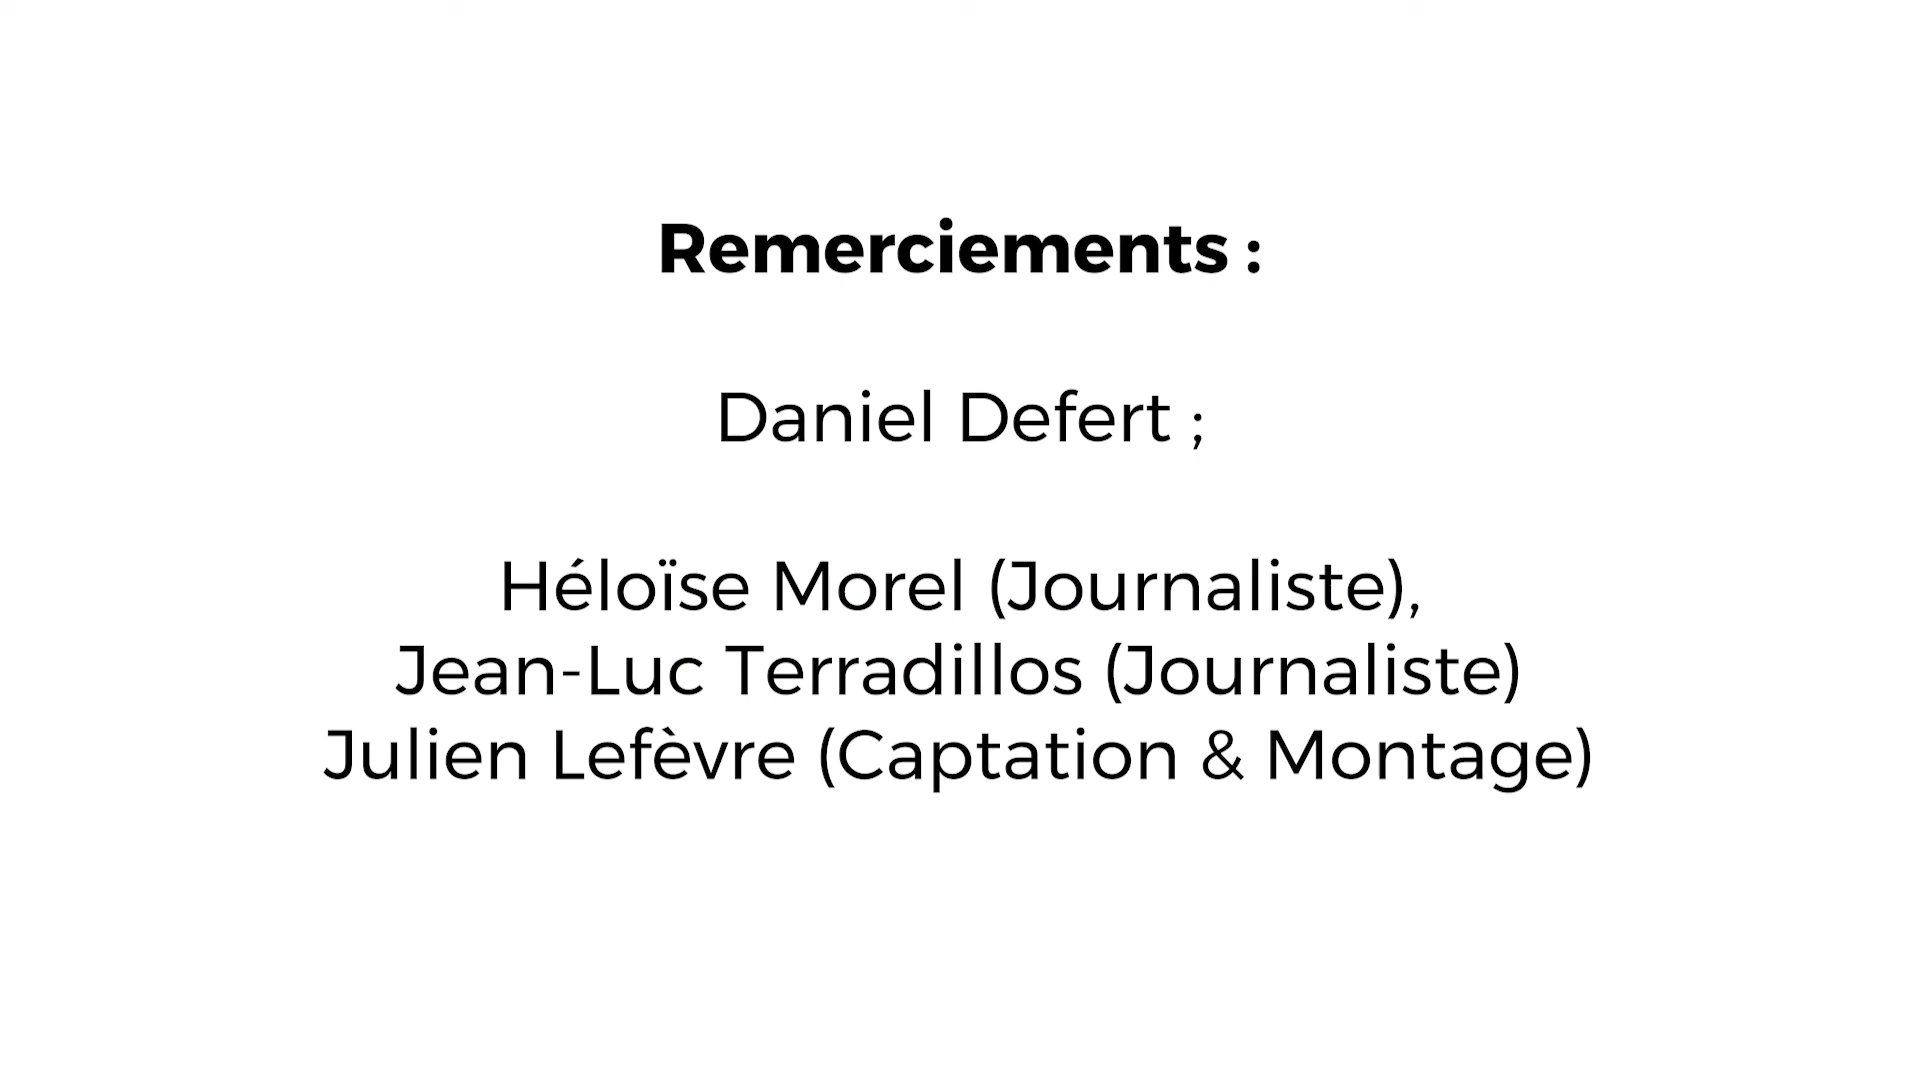 Remerciements :
Daniel Defert ;
Héloïse Morel (Journaliste),
Jean-Luc Terradillos (Journaliste)
Julien Lefèvre (Captation & Montage)